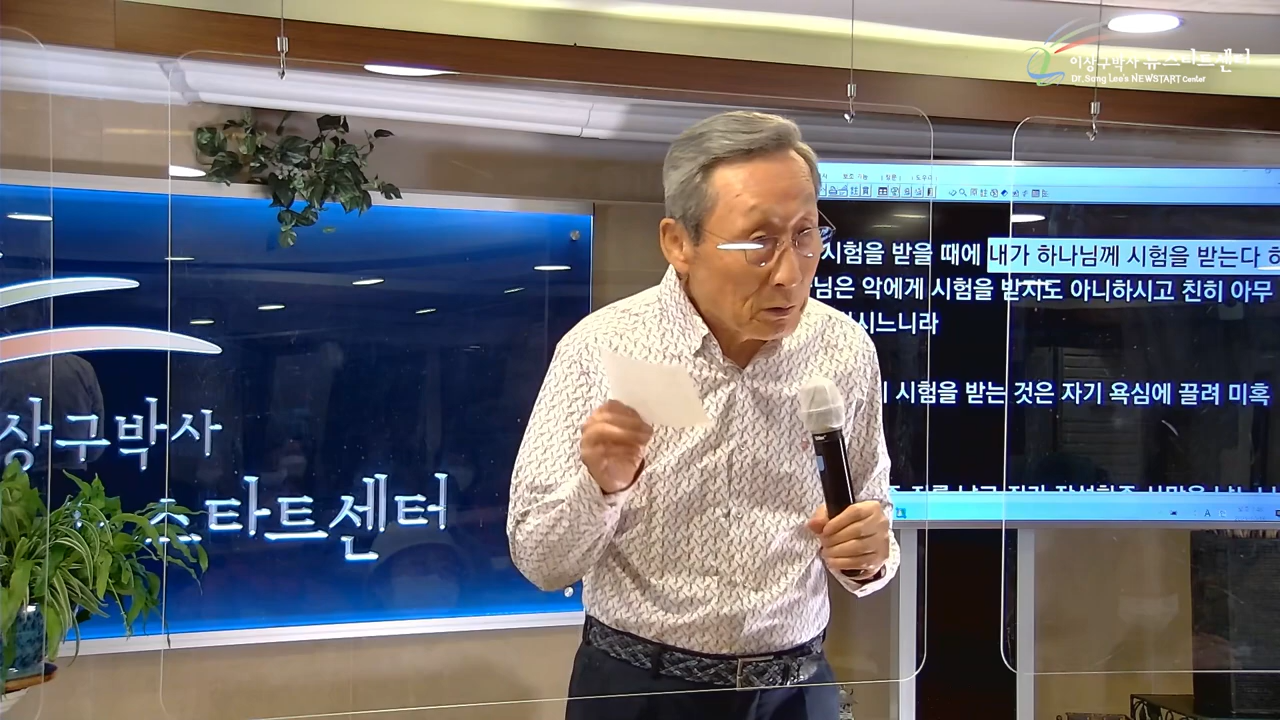 이상구박사 뉴스타트센터
Dr. Sang Lee's NEWSTART Center
시험을 받을 때에 내가 하나님께 시험을 받는다 하
님은 악에게 시험을 받지도 아니하시고 친히 아무
시느니라
시험을 받는 것은 자기 욕심에 끌려 미혹
상구박사
스타트센터